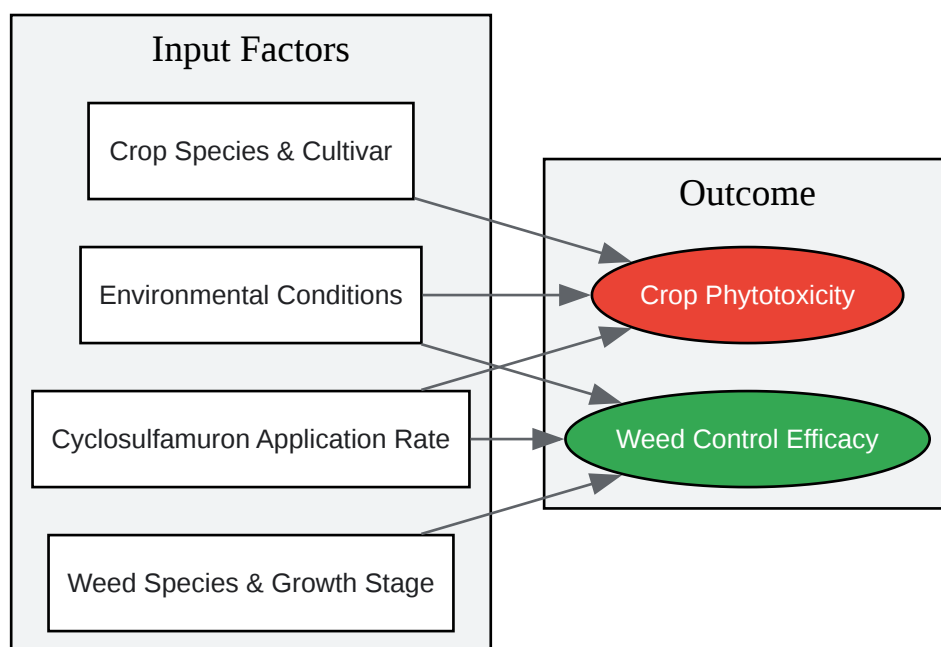 Input Factors
Crop Species & Cultivar
Environmental Conditions
Cyclosulfamuron Application Rate
Weed Species & Growth Stage
Outcome
Crop Phytotoxicity
Weed Control Efficacy